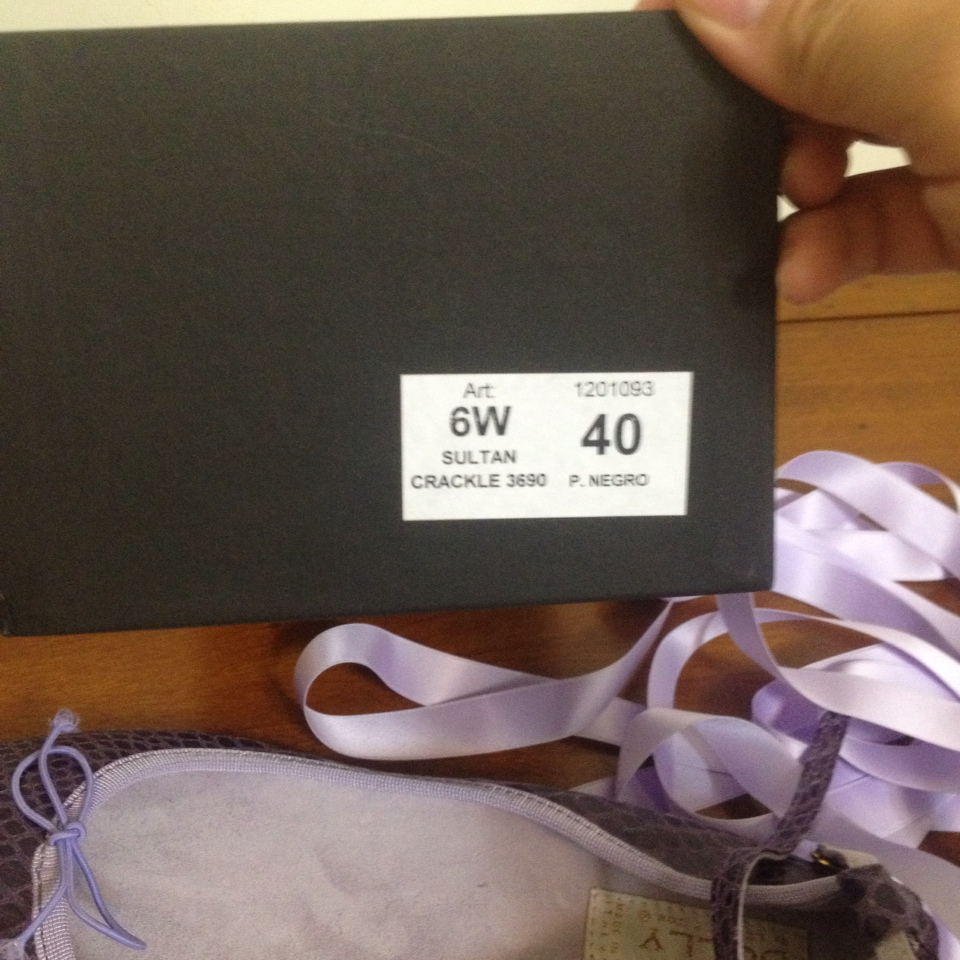 Art: 1201093
6W 40
SULTAN
CRACKLE 3690 P. NEGRO